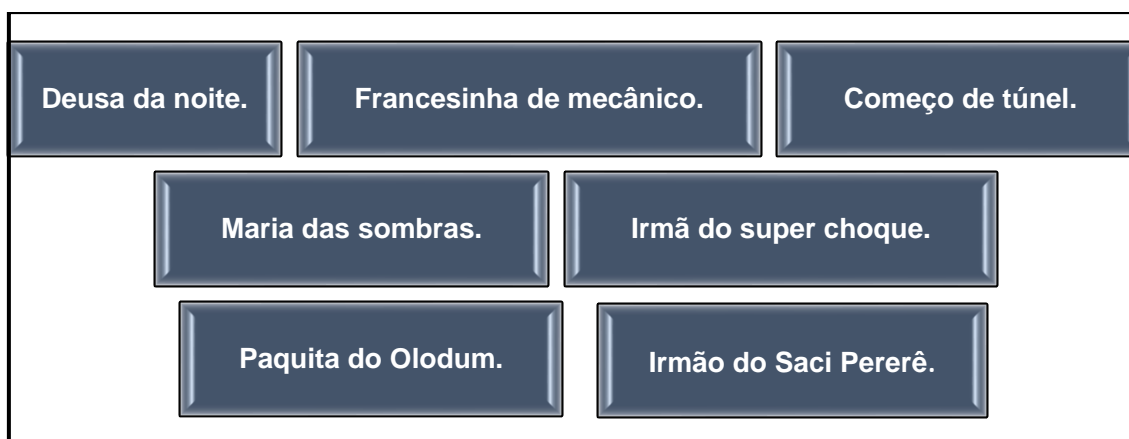 Deusa da noite.
Francesinha de mecânico.
Começo de túnel.
Maria das sombras.
Irmã do super choque.
Paquita do Olodum.
Irmão do Saci Pererê.